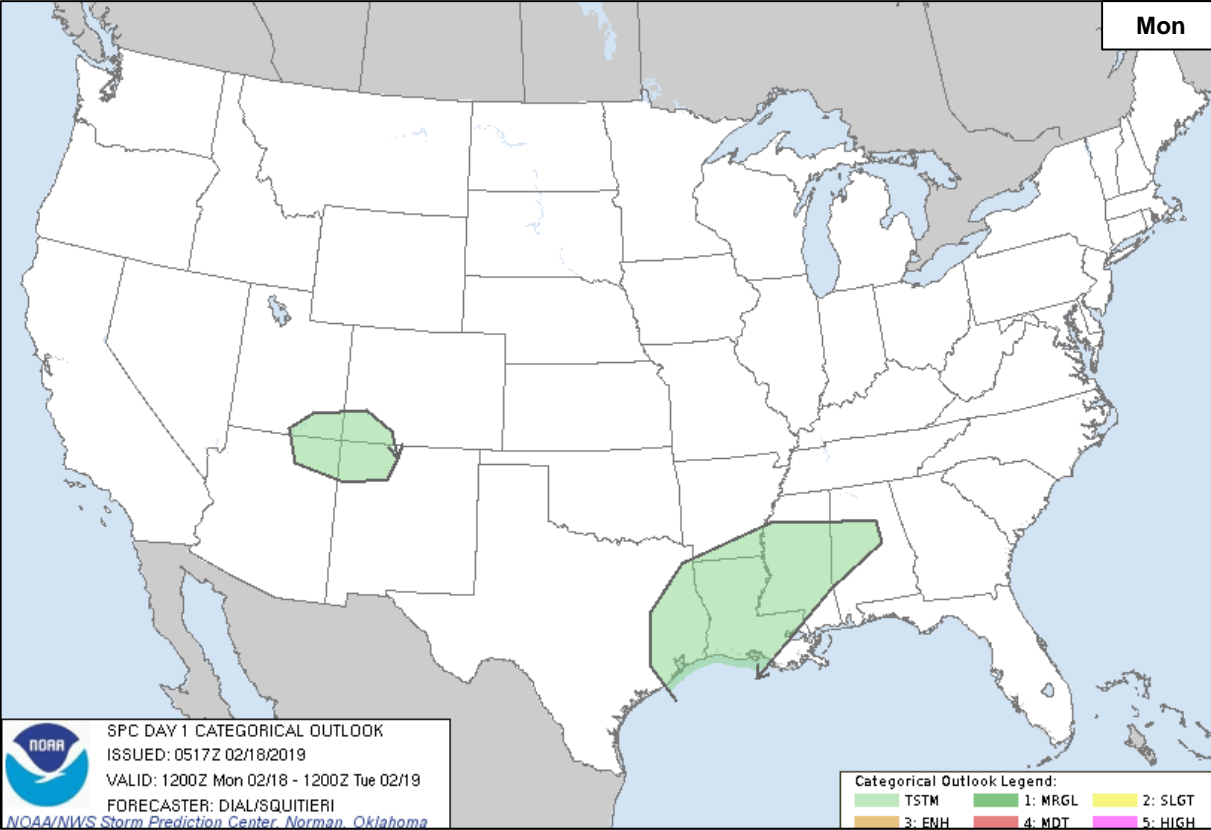 Mon
NOAA
SPC DAY 1 CATEGORICAL OUTLOOK
ISSUED: 0517Z 02/18/2019
VALID: 1200Z Mon 02/18 - 1200Z Tue 02/19
FORECASTER: DIAL/SQUITIERI
NOAA/NWS Storm Prediction Center, Norman, Oklahoma
Categorical Outlook Legend:
TSTM 1: MRGL 2: SLGT
3: ENH 4: MDT 5: HIGH